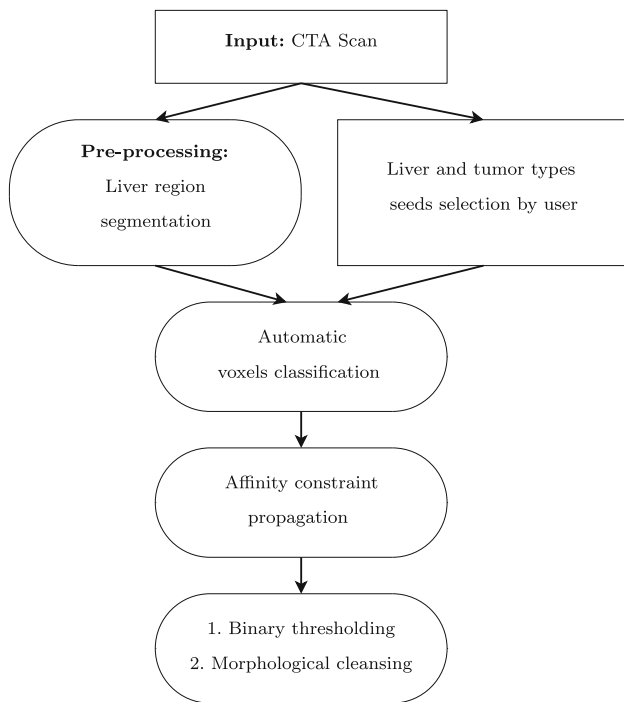 Input: CTA Scan
Pre-processing:
Liver region
segmentation
Liver and tumor types
seeds selection by user
Automatic
voxels classification
Affinity constraint
propagation
1. Binary thresholding
2. Morphological cleansing